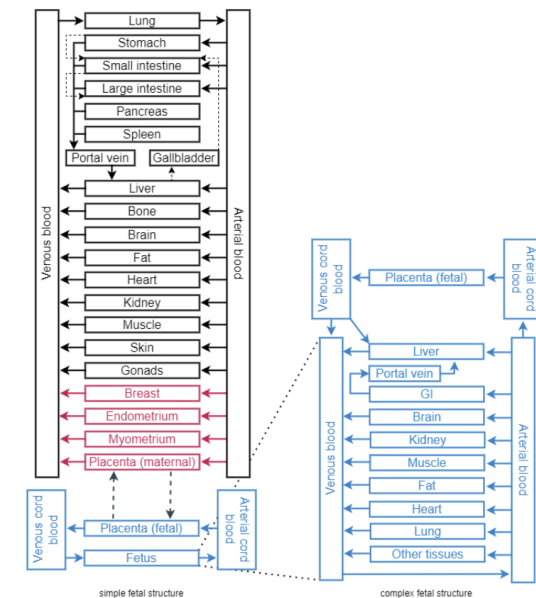 Lung
Stomach
Small intestine
Large intestine
Pancreas
Spleen
Portal vein
Gallbladder
Liver
Bone
Brain
Fat
Heart
Kidney
Muscle
Skin
Gonads
Breast
Endometrium
Myometrium
Placenta (maternal)
Venous blood
Arterial blood
Venous cord
blood
Placenta (fetal)
Fetus
Arterial cord
blood
simple fetal structure
Venous cord
blood
Placenta (fetal)
Arterial cord
blood
Liver
Portal vein
GI
Brain
Kidney
Muscle
Fat
Heart
Lung
Other tissues
Venous blood
Arterial blood
complex fetal structure